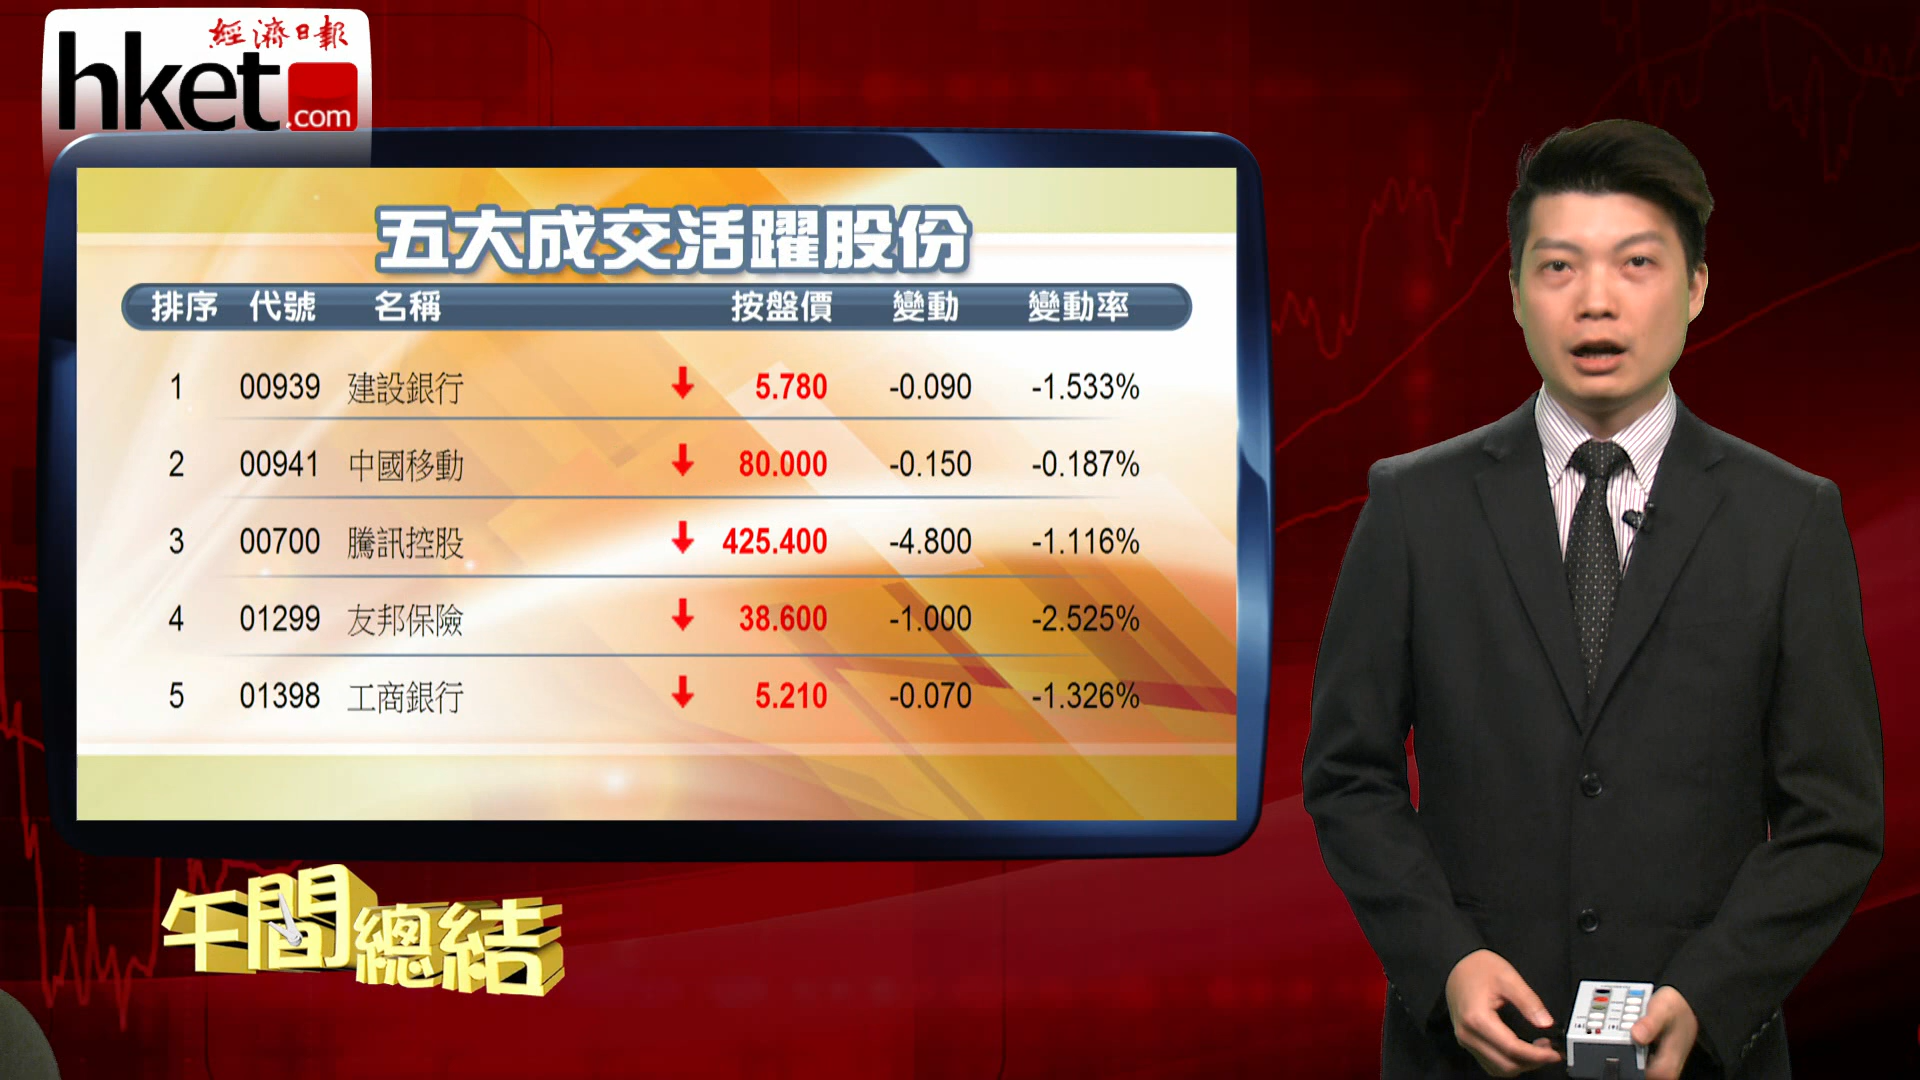 經濟日報
hket.com
五大成交活躍股份
排序 代號 名稱 按盤價 變動 變動率
1 00939 建設銀行 ↓ 5.780 -0.090 -1.533%
2 00941 中國移動 ↓ 80.000 -0.150 -0.187%
3 00700 騰訊控股 ↓ 425.400 -4.800 -1.116%
4 01299 友邦保險 ↓ 38.600 -1.000 -2.525%
5 01398 工商銀行 ↓ 5.210 -0.070 -1.326%
午間總結